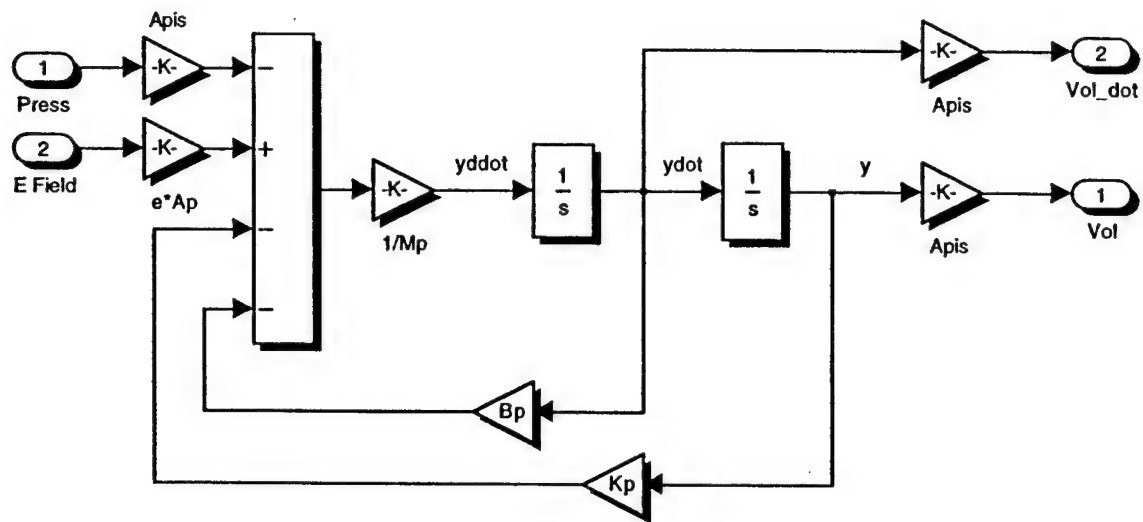 Apis
1
-K-
−
-K-
2
Press
Apis
Vol_dot
2
-K-
+
yddot
1
s
ydot
1
s
y
-K-
1
E Field
-K-
e*Ap
−
1/Mp
Apis
Vol
−
Bp
Kp